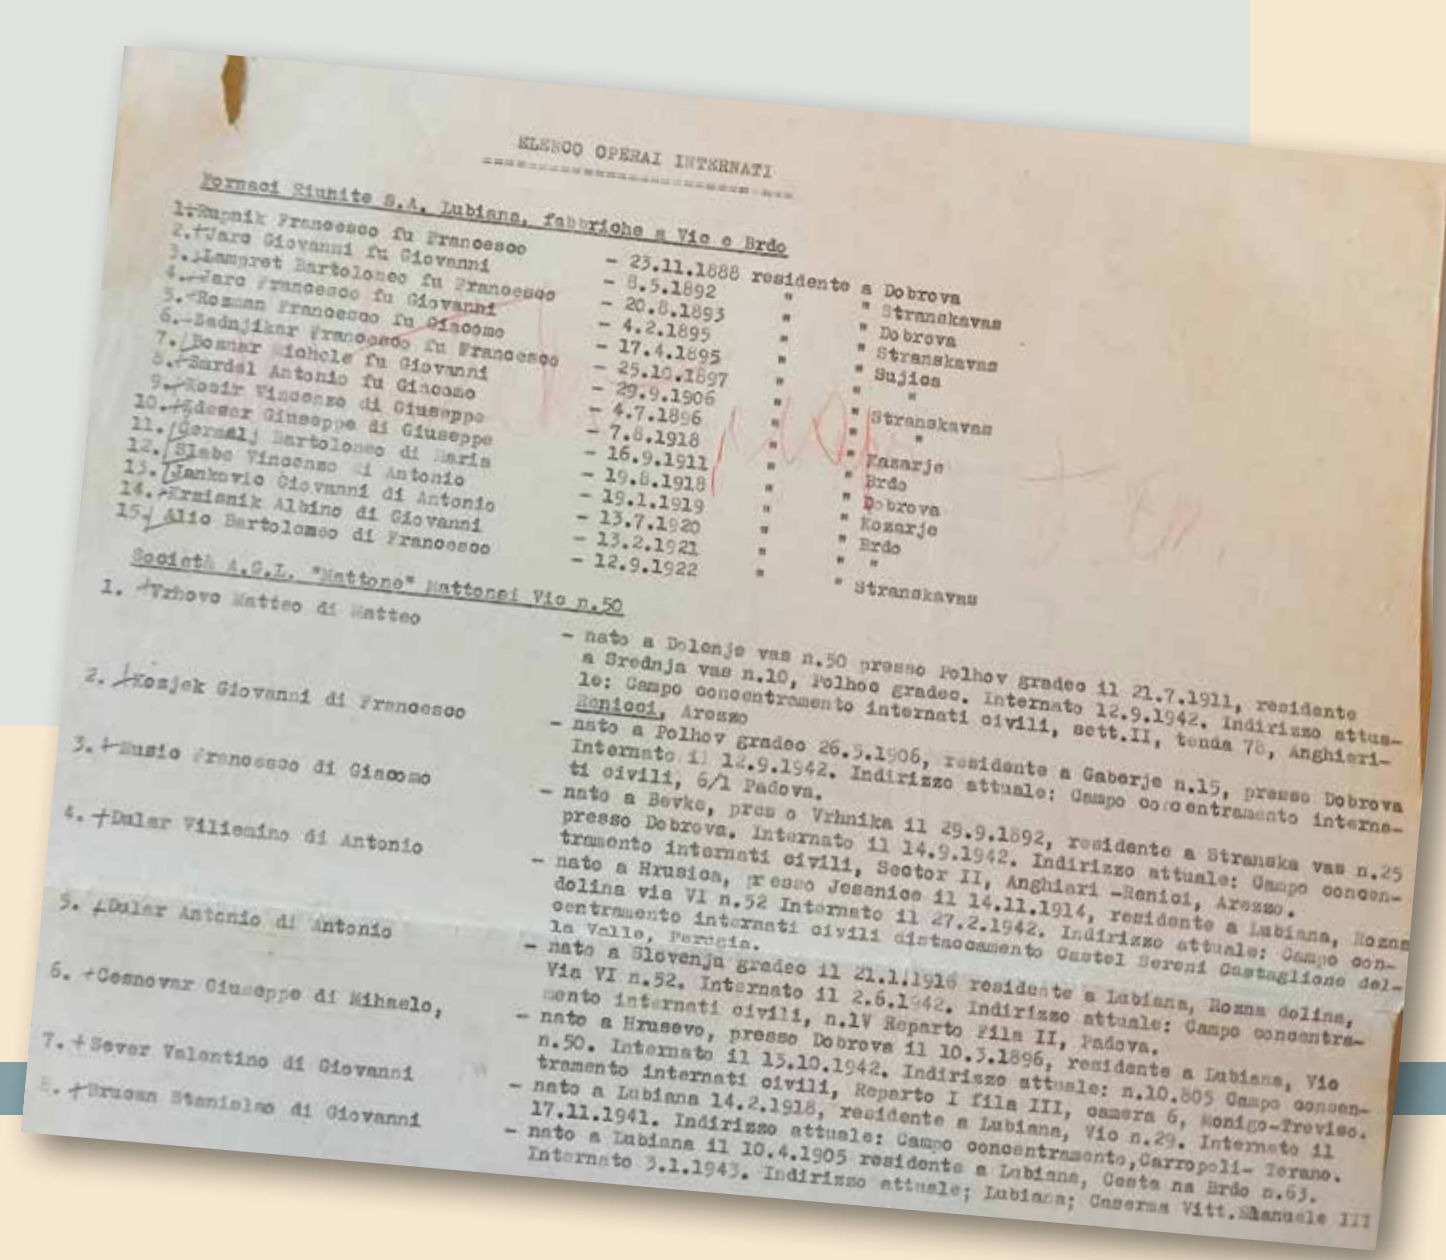 ELENCO OPERAI INTERNATI
Fornaci Riunite S.A. Lubiana, fabbriche a Vic e Brdo
1. Rupnik Francesco fu Francesco - 23.11.1888 residente a Dobrova
2. Jarc Giovanni fu Giovanni - 8.5.1892 " " Stranskavas
3. Lampret Bartolomeo fu Francesco - 20.8.1893 " " Dobrova
4. Jarc Francesco fu Giovanni - 4.2.1895 " " Stranskavas
5. Rozman Francesco fu Giacomo - 17.4.1895 " " Sujica
6. Zadnjikar Francesco fu Francesco - 25.10.1897 " " "
7. Michele fu Giovanni - 29.9.1906 " " Stranskavas
8. Antonio fu Giacomo - 4.7.1896 " " "
9. Kosir Vincenzo di Giuseppe - 7.8.1918 " " Kazarje
10. Giuseppe di Giuseppe - 16.9.1911 " " Brdo
11. Bartolomeo di Maria - 19.8.1918 " " Dobrova
12. Slabe Vincenzo di Antonio - 19.1.1919 " " Kozarje
13. Jankovic Giovanni di Antonio - 13.7.1920 " " Brdo
14. Krmisnik Albino di Giovanni - 13.2.1921 " " "
15. Alic Bartolomeo di Francesco - 12.9.1922 " " Stranskavas
Società A.G.L. "Mattone" Mattonei Vic n.50
1. Vrhovc Matteo di Matteo - nato a Dolenje vas n.50 presso Polhov gradec il 21.7.1911, residente
a Srednja vas n.10, Polhoc gradec. Internato 12.9.1942. Indirizzo attua-
le: Campo concentramento internati civili, sett.II, tenda 78, Anghieri-
Renicci, Arezzo
2. Kosjek Giovanni di Francesco - nato a Polhov gradec 26.5.1906, residente a Gaberje n.15, presso Dobrova
Internato il 12.9.1942. Indirizzo attuale: Campo concentramento interna-
ti civili, 6/1 Padova.
3. Francesco di Giacomo - nato a Bevke, presso Vrhnika il 29.9.1892, residente a Stranska vas n.25
presso Dobrova. Internato il 14.9.1942. Indirizzo attuale: Campo concen-
tramento internati civili, Sector II, Anghiari -Renici, Arezzo.
4. Dular Viliemino di Antonio - nato a Hrusica, presso Jesenice il 14.11.1914, residente a Lubiana, Rozna
dolina via VI n.52 Internato il 27.2.1942. Indirizzo attuale: Campo con-
centramento internati civili distaccamento Castel Sereni Castaglione del-
la Valle, Perugia.
5. Dular Antonio di Antonio - nato a Slovenju gradec il 21.1.1916 residente a Lubiana, Rozna dolina,
Via VI n.52. Internato il 2.6.1942. Indirizzo attuale: Campo concentra-
mento internati civili, n.1V Reparto Fila II, Padova.
6. Cesnovar Giuseppe di Mihaelo, - nato a Hrusevo, presso Dobrova il 10.3.1896, residente a Lubiana, Vic
n.50. Internato il 13.10.1942. Indirizzo attuale: n.10.805 Campo concen-
tramento internati civili, Reparto I fila III, camera 6, Monigo-Treviso.
7. Sever Valentino di Giovanni - nato a Lubiana 14.2.1918, residente a Lubiana, Vic n.29. Internato il
17.11.1941. Indirizzo attuale: Campo concentramento,Carropoli- Terano.
8. Stanislao di Giovanni - nato a Lubiana il 10.4.1905 residente a Lubiana, Cesta na Brdo n.63.
Internato 3.1.1943. Indirizzo attuale; Lubiana; Caserma Vitt.Emanuele III